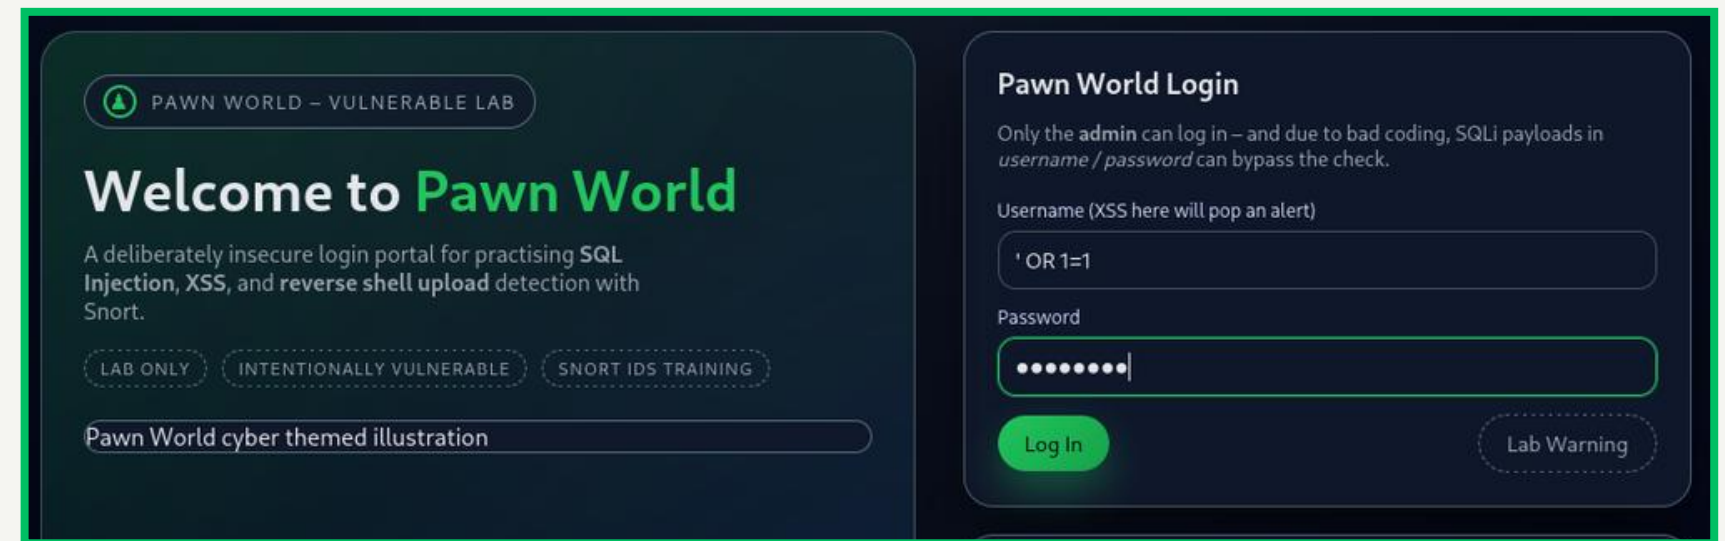 PAWN WORLD – VULNERABLE LAB
Welcome to Pawn World
A deliberately insecure login portal for practising SQL
Injection, XSS, and reverse shell upload detection with
Snort.
LAB ONLY
INTENTIONALLY VULNERABLE
SNORT IDS TRAINING
Pawn World cyber themed illustration
Pawn World Login
Only the admin can log in – and due to bad coding, SQLi payloads in
username / password can bypass the check.
Username (XSS here will pop an alert)
' OR 1=1
Password
••••••••
Log In
Lab Warning